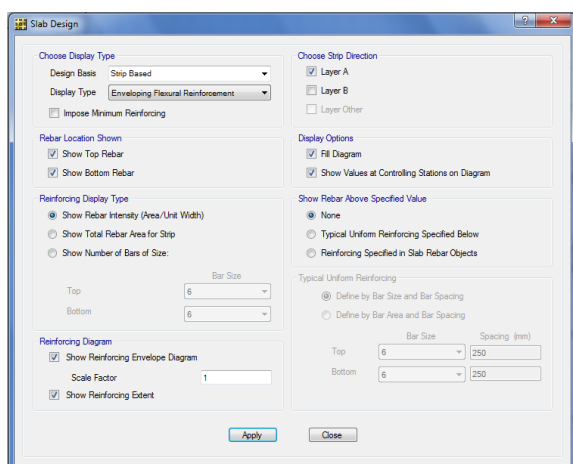 Slab Design
Choose Display Type
Design Basis Strip Based
Display Type Enveloping Flexural Reinforcement
Impose Minimum Reinforcing
Rebar Location Shown
Show Top Rebar
Show Bottom Rebar
Reinforcing Display Type
Show Rebar Intensity (Area/Unit Width)
Show Total Rebar Area for Strip
Show Number of Bars of Size:
Bar Size
Top 6
Bottom 6
Reinforcing Diagram
Show Reinforcing Envelope Diagram
Scale Factor 1
Show Reinforcing Extent
Choose Strip Direction
Layer A
Layer B
Layer Other
Display Options
Fill Diagram
Show Values at Controlling Stations on Diagram
Show Rebar Above Specified Value
None
Typical Uniform Reinforcing Specified Below
Reinforcing Specified in Slab Rebar Objects
Typical Uniform Reinforcing
Define by Bar Size and Bar Spacing
Define by Bar Area and Bar Spacing
Bar Size Spacing (mm)
Top 6 250
Bottom 6 250
Apply Close